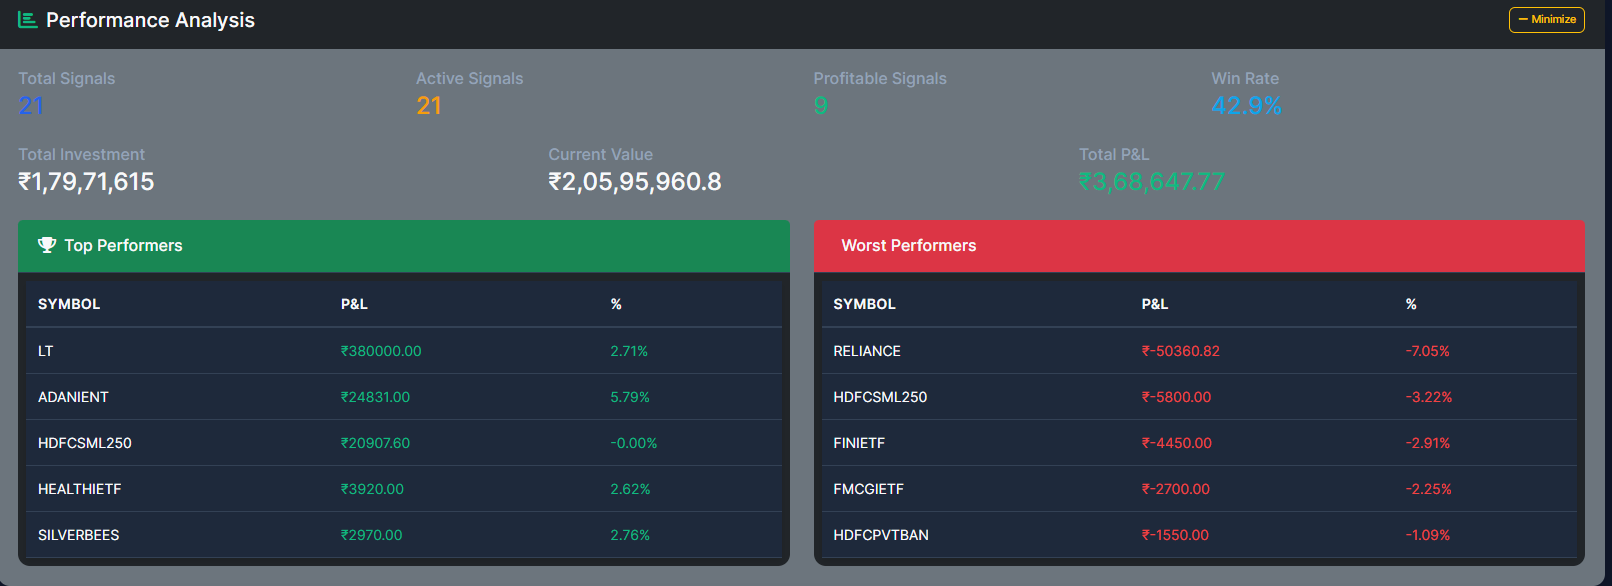 Performance Analysis
Minimize
Total Signals Active Signals Profitable Signals Win Rate
21 21 9 42.9%
Total Investment Current Value Total P&L
₹1,79,71,615 ₹2,05,95,960.8 ₹3,68,647.77
Top Performers
SYMBOL P&L %
LT ₹380000.00 2.71%
ADANIENT ₹24831.00 5.79%
HDFCSML250 ₹20907.60 -0.00%
HEALTHIETF ₹3920.00 2.62%
SILVERBEES ₹2970.00 2.76%
Worst Performers
SYMBOL P&L %
RELIANCE ₹-50360.82 -7.05%
HDFCSML250 ₹-5800.00 -3.22%
FINIETF ₹-4450.00 -2.91%
FMCGIETF ₹-2700.00 -2.25%
HDFCPVTBAN ₹-1550.00 -1.09%